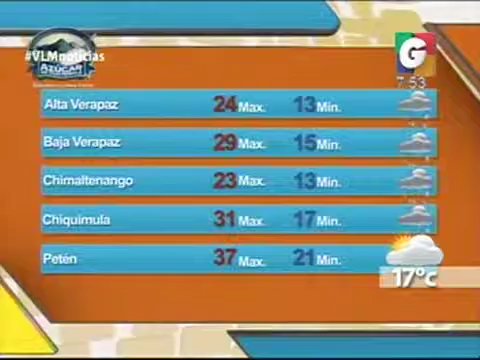 #VLMnoticias
AZÚCAR
G
7:53
Alta Verapaz 24 Max. 13 Min.
Baja Verapaz 29 Max. 15 Min.
Chimaltenango 23 Max. 13 Min.
Chiquimula 31 Max. 17 Min.
Petén 37 Max. 21 Min.
17°c